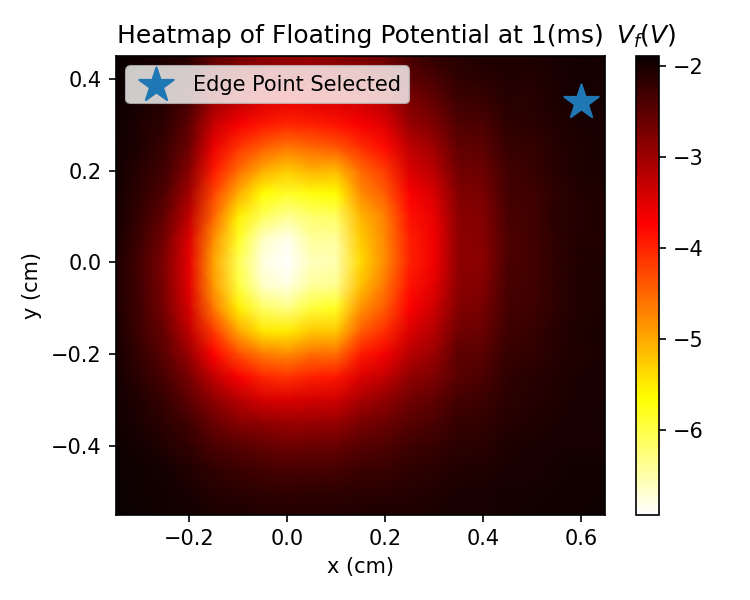 Heatmap of Floating Potential at 1(ms) V_f(V)
Edge Point Selected
0.4
0.2
0.0
−0.2
−0.4
y (cm)
−0.2 0.0 0.2 0.4 0.6
x (cm)
−2
−3
−4
−5
−6